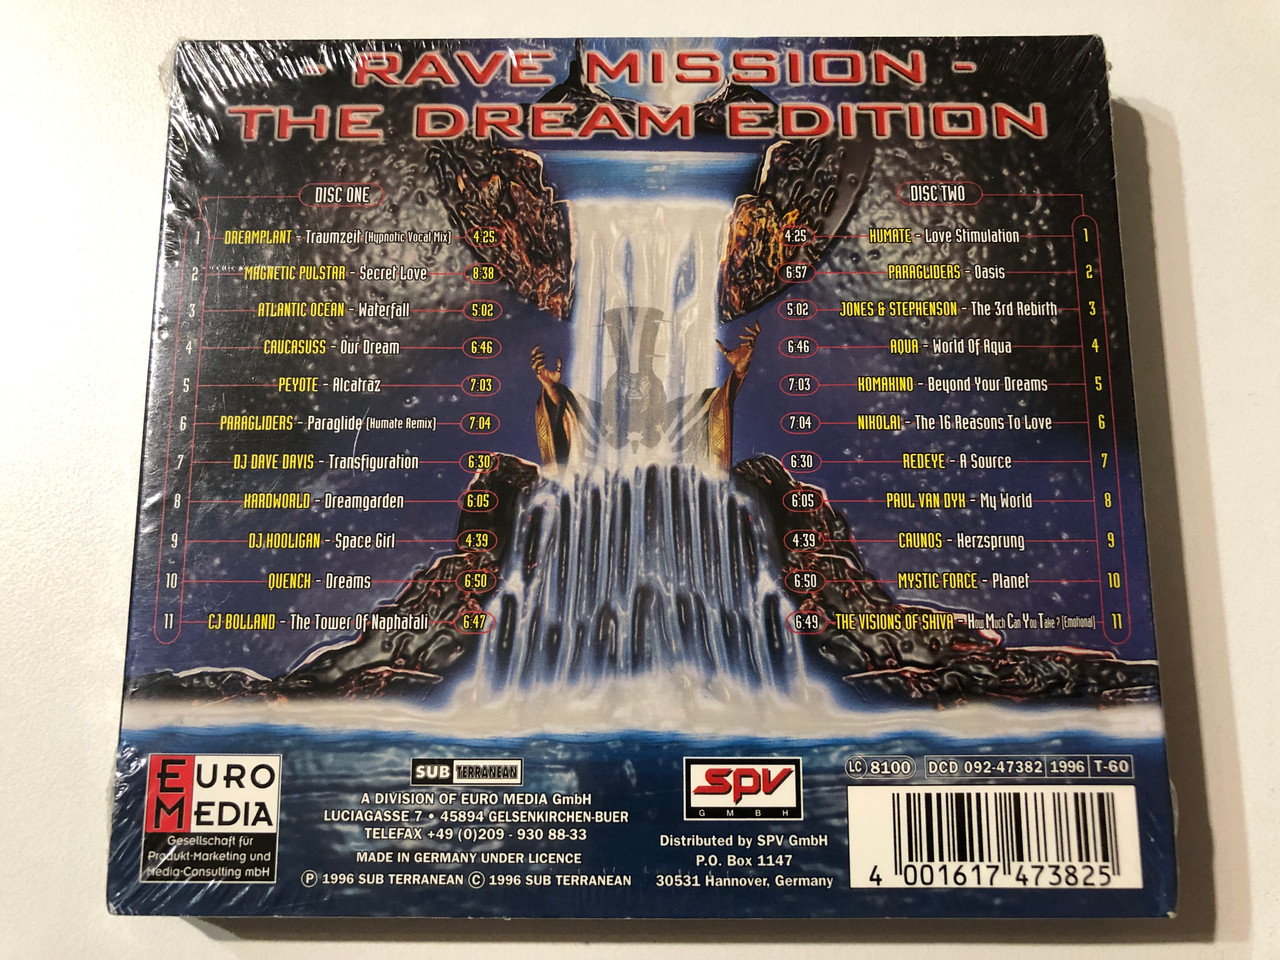 - RAVE MISSION -
THE DREAM EDITION
DISC ONE
1 DREAMPLANT - Traumzeit (Hypnotic Vocal Mix) 4:25
2 MAGNETIC PULSTAR - Secret Love 8:38
3 ATLANTIC OCEAN - Waterfall 5:02
4 CAUCASUSS - Our Dream 6:46
5 PEYOTE - Alcatraz 7:03
6 PARAGLIDERS - Paraglide (Humate Remix) 7:04
7 DJ DAVE DAVIS - Transfiguration 6:30
8 HARDWORLD - Dreamgarden 6:05
9 DJ HOOLIGAN - Space Girl 4:39
10 QUENCH - Dreams 6:50
11 CJ BOLLAND - The Tower Of Naphatali 6:47
DISC TWO
4:25 HUMATE - Love Stimulation 1
6:57 PARAGLIDERS - Oasis 2
5:02 JONES & STEPHENSON - The 3rd Rebirth 3
6:46 AQUA - World Of Aqua 4
7:03 KOMAKINO - Beyond Your Dreams 5
7:04 NIKOLAI - The 16 Reasons To Love 6
6:30 REDEYE - A Source 7
6:05 PAUL VAN DYK - My World 8
4:39 CAUNOS - Herzsprung 9
6:50 MYSTIC FORCE - Planet 10
6:49 THE VISIONS OF SHIVA - How Much Can You Take ? (Emotional) 11
EURO
MEDIA
Gesellschaft für
Produkt-Marketing und
Media-Consulting mbH
SUB TERRANEAN
A DIVISION OF EURO MEDIA GmbH
LUCIAGASSE 7 • 45894 GELSENKIRCHEN-BUER
TELEFAX +49 (0)209 - 930 88-33
MADE IN GERMANY UNDER LICENCE
Ⓟ 1996 SUB TERRANEAN Ⓒ 1996 SUB TERRANEAN
SPV
GMBH
Distributed by SPV GmbH
P.O. Box 1147
30531 Hannover, Germany
LC 8100 DCD 092-47382 1996 T-60
4 001617 473825